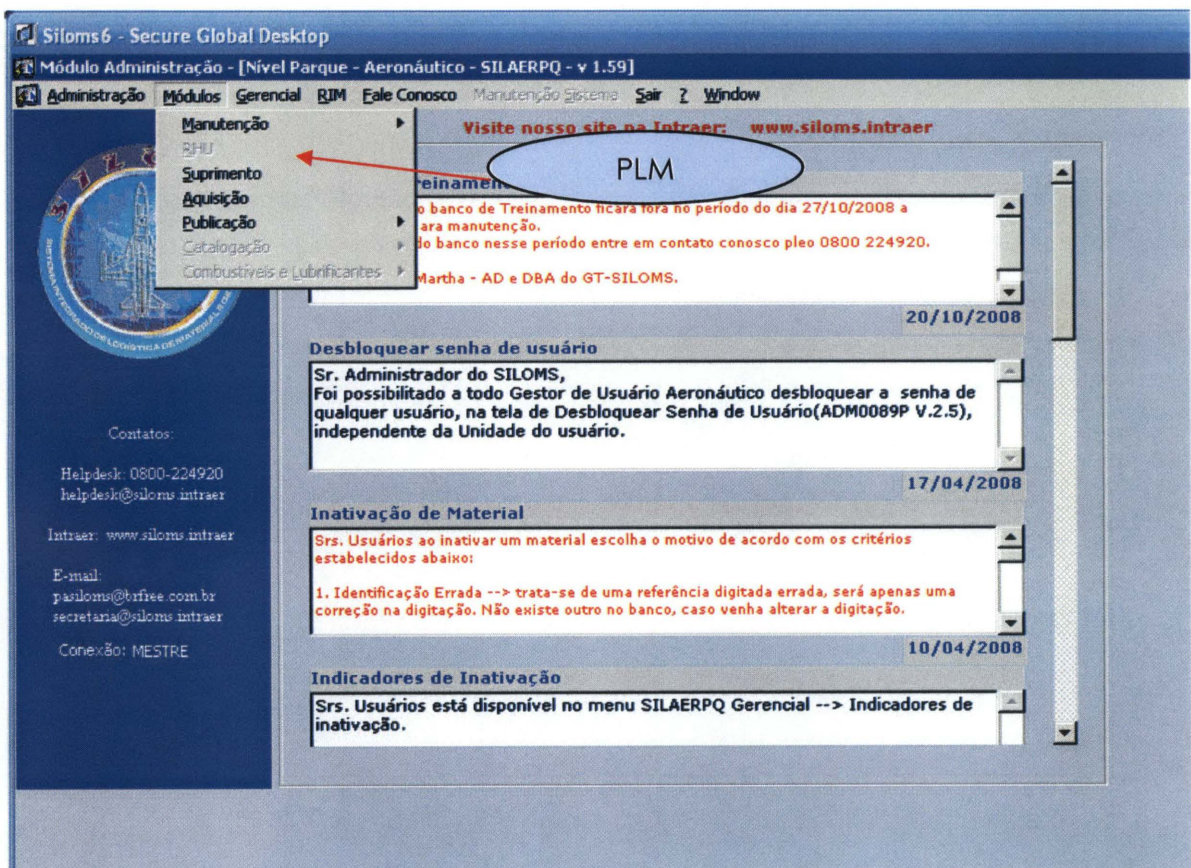 Siloms6 - Secure Global Desktop
Módulo Administração - [Nível Parque - Aeronáutico - SILAERPQ - v 1.59]
Administração Módulos Gerencial RIM Fale Conosco Manutenção Sistema Sair ? Window
Visite nosso site na Intraer: www.siloms.intraer
Manutenção
RHU
Suprimento
Aquisição
Publicação
Catalogação
Combustíveis e Lubrificantes
PLM
banco de Treinamento ficará fora no período do dia 27/10/2008 a
ara manutenção.
do banco nesse período entre em contato conosco pleo 0800 224920.
Martha - AD e DBA do GT-SILOMS.
20/10/2008
Desbloquear senha de usuário
Sr. Administrador do SILOMS,
Foi possibilitado a todo Gestor de Usuário Aeronáutico desbloquear a senha de
qualquer usuário, na tela de Desbloquear Senha de Usuário(ADM0089P V.2.5),
independente da Unidade do usuário.
17/04/2008
Inativação de Material
Srs. Usuários ao inativar um material escolha o motivo de acordo com os critérios
estabelecidos abaixo:
1. Identificação Errada --> trata-se de uma referência digitada errada, será apenas uma
correção na digitação. Não existe outro no banco, caso venha alterar a digitação.
10/04/2008
Indicadores de Inativação
Srs. Usuários está disponível no menu SILAERPQ Gerencial --> Indicadores de
inativação.
Contatos:
Helpdesk: 0800-224920
helpdesk@siloms.intraer
Intraer: www.siloms.intraer
E-mail:
pasiloms@brfree.com.br
secretaria@siloms.intraer
Conexão: MESTRE